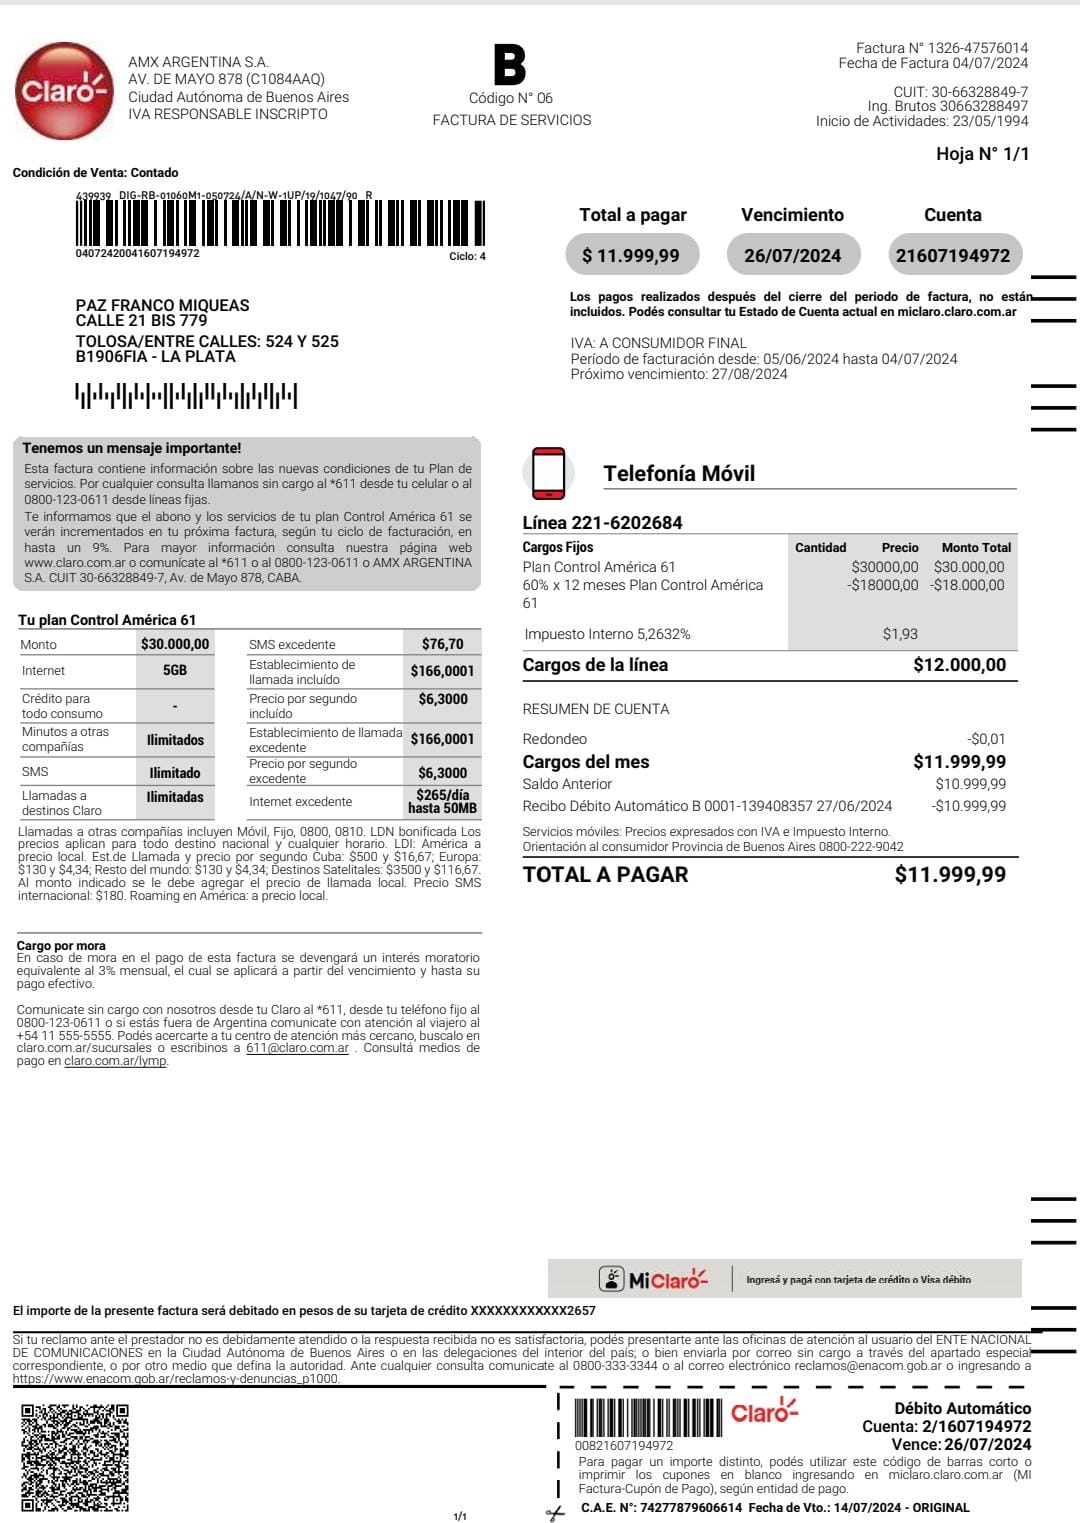 Claro
AMX ARGENTINA S.A.
AV. DE MAYO 878 (C1084AAQ)
Ciudad Autónoma de Buenos Aires
IVA RESPONSABLE INSCRIPTO
B
Código N° 06
FACTURA DE SERVICIOS
Factura N° 1326-47576014
Fecha de Factura 04/07/2024
CUIT: 30-66328849-7
Ing. Brutos 30663288497
Inicio de Actividades: 23/05/1994
Hoja N° 1/1
Condición de Venta: Contado
439939 DIG-RB-01060M1-050724/A/N-W-1UP/19/1047/90 R
04072420041607194972
Ciclo: 4
Total a pagar Vencimiento Cuenta
$ 11.999,99 26/07/2024 21607194972
Los pagos realizados después del cierre del periodo de factura, no están
incluidos. Podés consultar tu Estado de Cuenta actual en miclaro.claro.com.ar
PAZ FRANCO MIQUEAS
CALLE 21 BIS 779
TOLOSA/ENTRE CALLES: 524 Y 525
B1906FIA - LA PLATA
IVA: A CONSUMIDOR FINAL
Período de facturación desde: 05/06/2024 hasta 04/07/2024
Próximo vencimiento: 27/08/2024
Tenemos un mensaje importante!
Esta factura contiene información sobre las nuevas condiciones de tu Plan de
servicios. Por cualquier consulta llamanos sin cargo al *611 desde tu celular o al
0800-123-0611 desde líneas fijas.
Te informamos que el abono y los servicios de tu plan Control América 61 se
verán incrementados en tu próxima factura, según tu ciclo de facturación, en
hasta un 9%. Para mayor información consulta nuestra página web
www.claro.com.ar o comunícate al *611 o al 0800-123-0611 o AMX ARGENTINA
S.A. CUIT 30-66328849-7, Av. de Mayo 878, CABA.
Tu plan Control América 61
Monto $30.000,00 SMS excedente $76,70
Internet 5GB Establecimiento de
llamada incluído $166,0001
Crédito para
todo consumo - Precio por segundo
incluído $6,3000
Minutos a otras
compañías Ilimitados Establecimiento de llamada
excedente $166,0001
SMS Ilimitado Precio por segundo
excedente $6,3000
Llamadas a
destinos Claro Ilimitadas Internet excedente $265/día
hasta 50MB
Llamadas a otras compañías incluyen Móvil, Fijo, 0800, 0810. LDN bonificada Los
precios aplican para todo destino nacional y cualquier horario. LDI: América a
precio local. Est.de Llamada y precio por segundo Cuba: $500 y $16,67; Europa:
$130 y $4,34; Resto del mundo: $130 y $4,34; Destinos Satelitales: $3500 y $116,67.
Al monto indicado se le debe agregar el precio de llamada local. Precio SMS
internacional: $180. Roaming en América: a precio local.
Cargo por mora
En caso de mora en el pago de esta factura se devengará un interés moratorio
equivalente al 3% mensual, el cual se aplicará a partir del vencimiento y hasta su
pago efectivo.
Comunicate sin cargo con nosotros desde tu Claro al *611, desde tu teléfono fijo al
0800-123-0611 o si estás fuera de Argentina comunicate con atención al viajero al
+54 11 555-5555. Podés acercarte a tu centro de atención más cercano, buscalo en
claro.com.ar/sucursales o escribinos a 611@claro.com.ar . Consultá medios de
pago en claro.com.ar/lymp.
Telefonía Móvil
Línea 221-6202684
Cargos Fijos Cantidad Precio Monto Total
Plan Control América 61 $30000,00 $30.000,00
60% x 12 meses Plan Control América -$18000,00 -$18.000,00
61
Impuesto Interno 5,2632% $1,93
Cargos de la línea $12.000,00
RESUMEN DE CUENTA
Redondeo -$0,01
Cargos del mes $11.999,99
Saldo Anterior $10.999,99
Recibo Débito Automático B 0001-139408357 27/06/2024 -$10.999,99
Servicios móviles: Precios expresados con IVA e Impuesto Interno.
Orientación al consumidor Provincia de Buenos Aires 0800-222-9042
TOTAL A PAGAR $11.999,99
MiClaro Ingresá y pagá con tarjeta de crédito o Visa débito
El importe de la presente factura será debitado en pesos de su tarjeta de crédito XXXXXXXXXXXX2657
Si tu reclamo ante el prestador no es debidamente atendido o la respuesta recibida no es satisfactoria, podés presentarte ante las oficinas de atención al usuario del ENTE NACIONAL
DE COMUNICACIONES en la Ciudad Autónoma de Buenos Aires o en las delegaciones del interior del país; o bien enviarla por correo sin cargo a través del apartado especial
correspondiente, o por otro medio que defina la autoridad. Ante cualquier consulta comunicate al 0800-333-3344 o al correo electrónico reclamos@enacom.gob.ar o ingresando a
https://www.enacom.gob.ar/reclamos-y-denuncias_p1000.
00821607194972
Claro
Débito Automático
Cuenta: 2/1607194972
Vence: 26/07/2024
Para pagar un importe distinto, podés utilizar este código de barras corto o
imprimir los cupones en blanco ingresando en miclaro.claro.com.ar (MI
Factura-Cupón de Pago), según entidad de pago.
C.A.E. N°: 74277879606614 Fecha de Vto.: 14/07/2024 - ORIGINAL
1/1